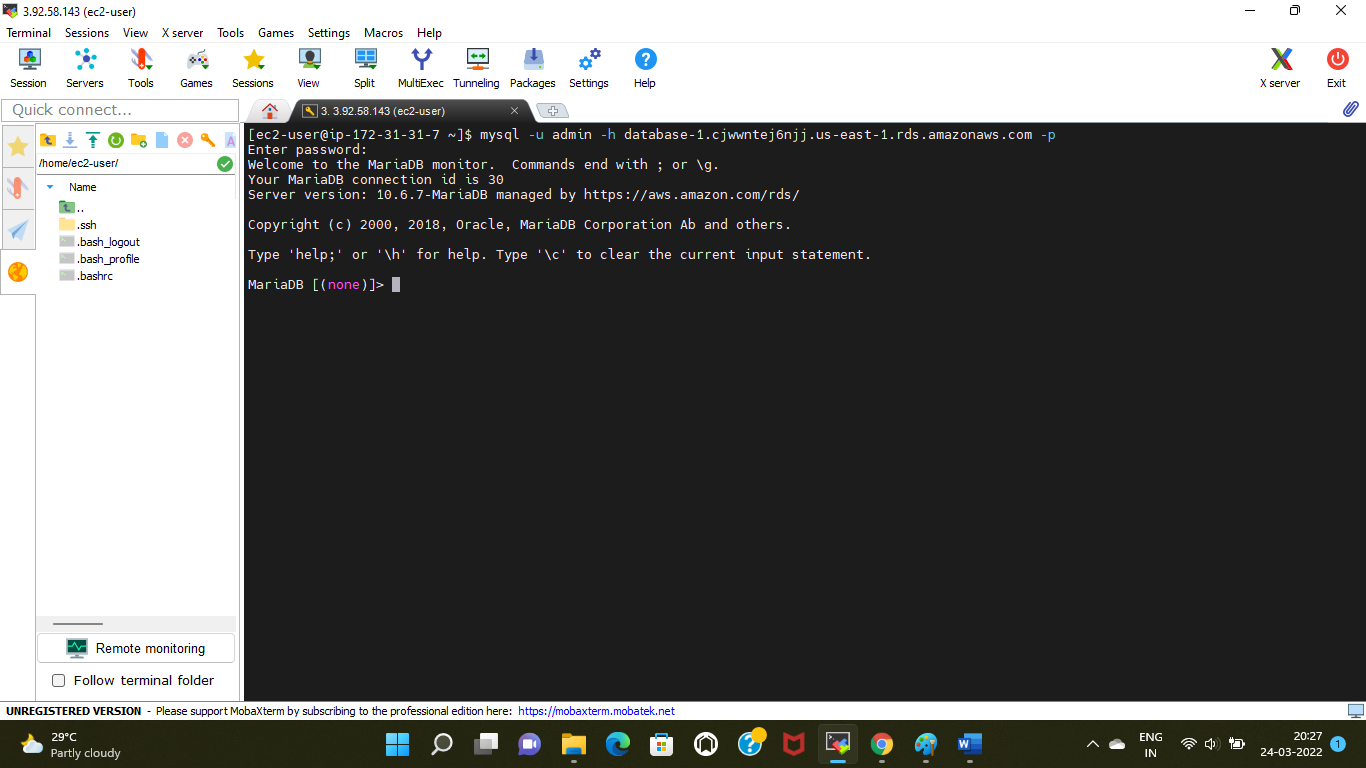 3.92.58.143 (ec2-user)
Terminal Sessions View X server Tools Games Settings Macros Help
Session Servers Tools Games Sessions View Split MultiExec Tunneling Packages Settings Help X server Exit
Quick connect...
3. 3.92.58.143 (ec2-user)
/home/ec2-user/
Name
..
.ssh
.bash_logout
.bash_profile
.bashrc
Remote monitoring
Follow terminal folder
[ec2-user@ip-172-31-31-7 ~]$ mysql -u admin -h database-1.cjwwntej6njj.us-east-1.rds.amazonaws.com -p
Enter password:
Welcome to the MariaDB monitor.  Commands end with ; or \g.
Your MariaDB connection id is 30
Server version: 10.6.7-MariaDB managed by https://aws.amazon.com/rds/
Copyright (c) 2000, 2018, Oracle, MariaDB Corporation Ab and others.
Type 'help;' or '\h' for help. Type '\c' to clear the current input statement.
MariaDB [(none)]>
UNREGISTERED VERSION - Please support MobaXterm by subscribing to the professional edition here: https://mobaxterm.mobatek.net
29°C
Partly cloudy
ENG
IN
20:27
24-03-2022
1